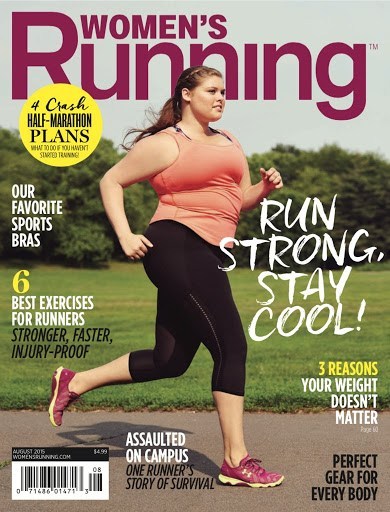 WOMEN'S
Running™
4 Crash
HALF-MARATHON
PLANS
WHAT TO DO IF YOU HAVEN'T
STARTED TRAINING!
OUR
FAVORITE
SPORTS
BRAS
RUN
STRONG,
STAY
COOL!
6
BEST EXERCISES
FOR RUNNERS
STRONGER, FASTER,
INJURY-PROOF
3 REASONS
YOUR WEIGHT
DOESN'T
MATTER
Page 60
ASSAULTED
ON CAMPUS
ONE RUNNER'S
STORY OF SURVIVAL
PERFECT
GEAR FOR
EVERY BODY
AUGUST 2015 $4.99
WOMENSRUNNING.COM
08
0 71486 01471 3